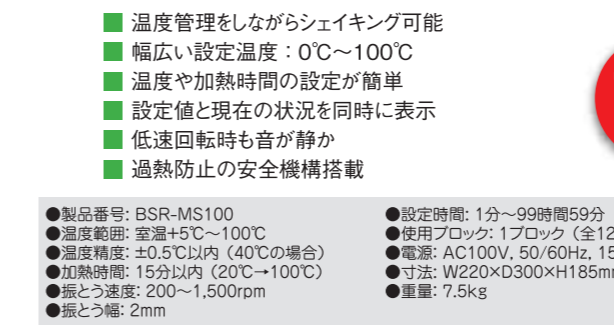 ■ 温度管理をしながらシェイキング可能
■ 幅広い設定温度：0℃～100℃
■ 温度や加熱時間の設定が簡単
■ 設定値と現在の状況を同時に表示
■ 低速回転時も音が静か
■ 過熱防止の安全機構搭載
●製品番号: BSR-MS100
●温度範囲: 室温+5℃～100℃
●温度精度: ±0.5℃以内（40℃の場合）
●加熱時間: 15分以内（20℃→100℃）
●振とう速度: 200～1,500rpm
●振とう幅: 2mm
●設定時間: 1分～99時間59分
●使用ブロック: 1ブロック（全12
●電源: AC100V, 50/60Hz, 15
●寸法: W220×D300×H185mm
●重量: 7.5kg